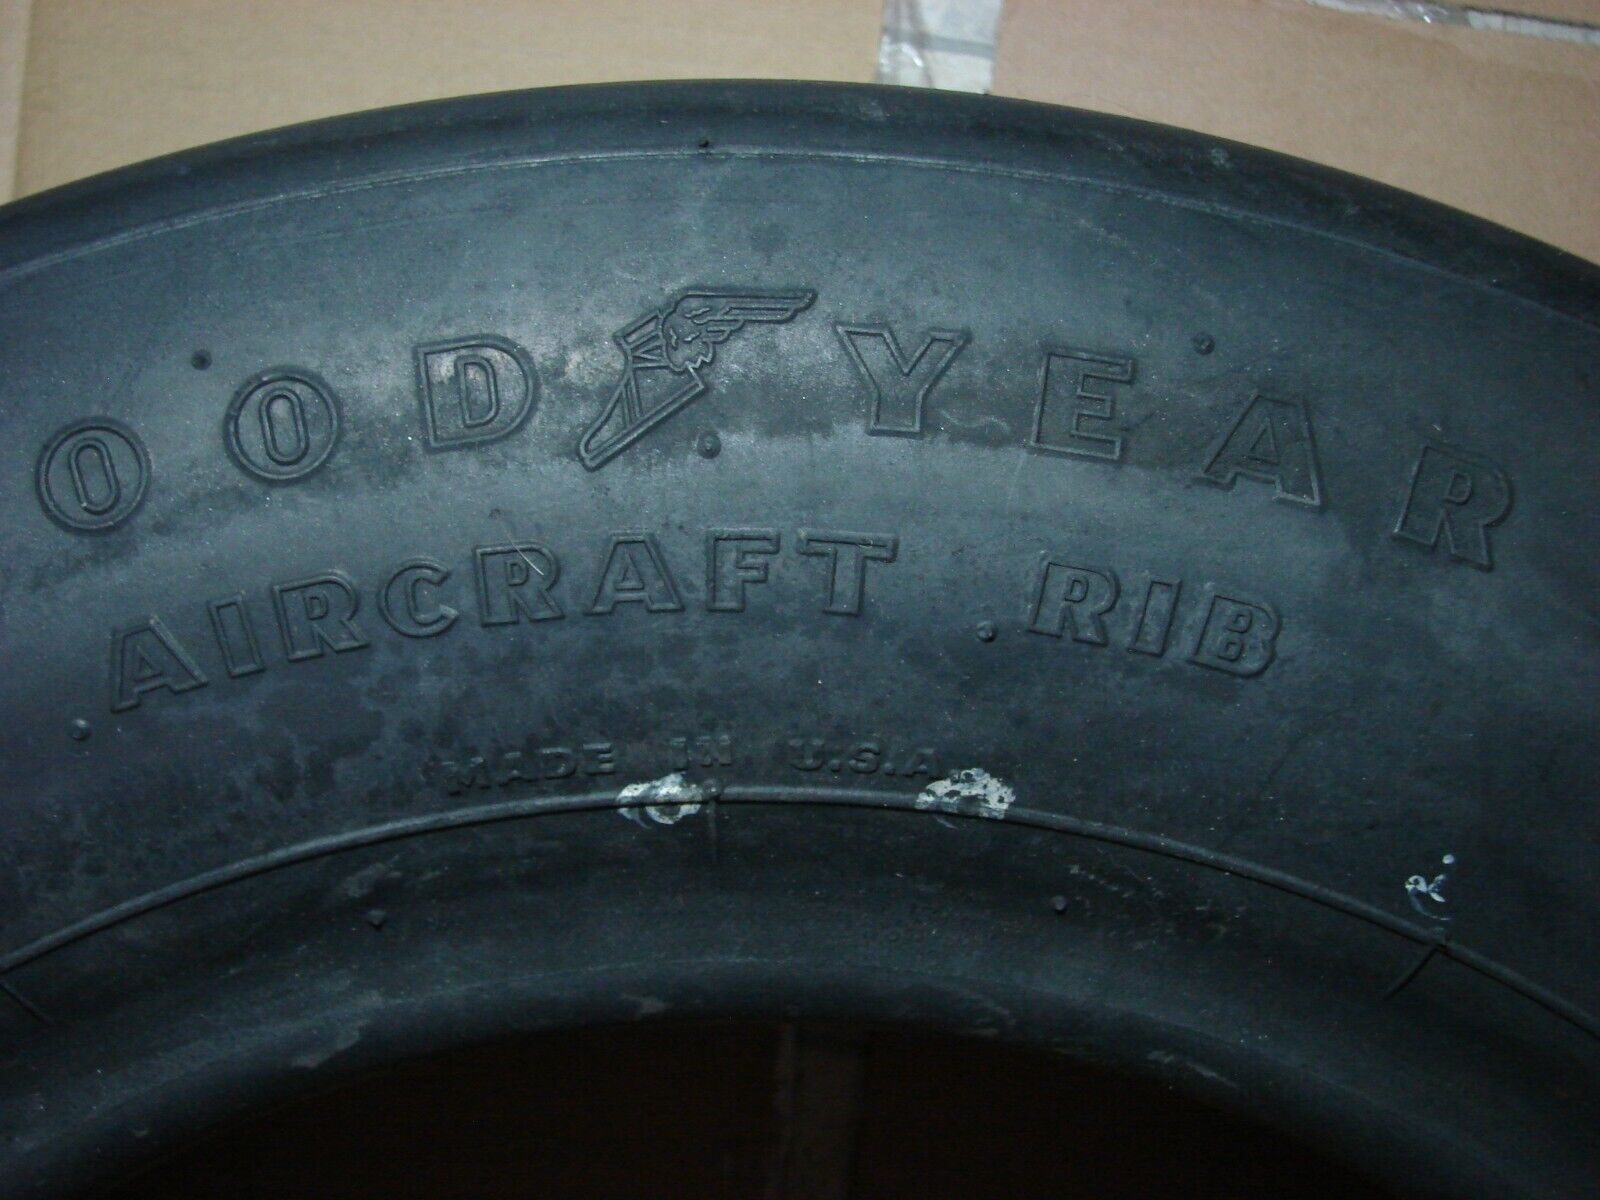 OOD YEAR
AIRCRAFT RIB
MADE IN U.S.A.